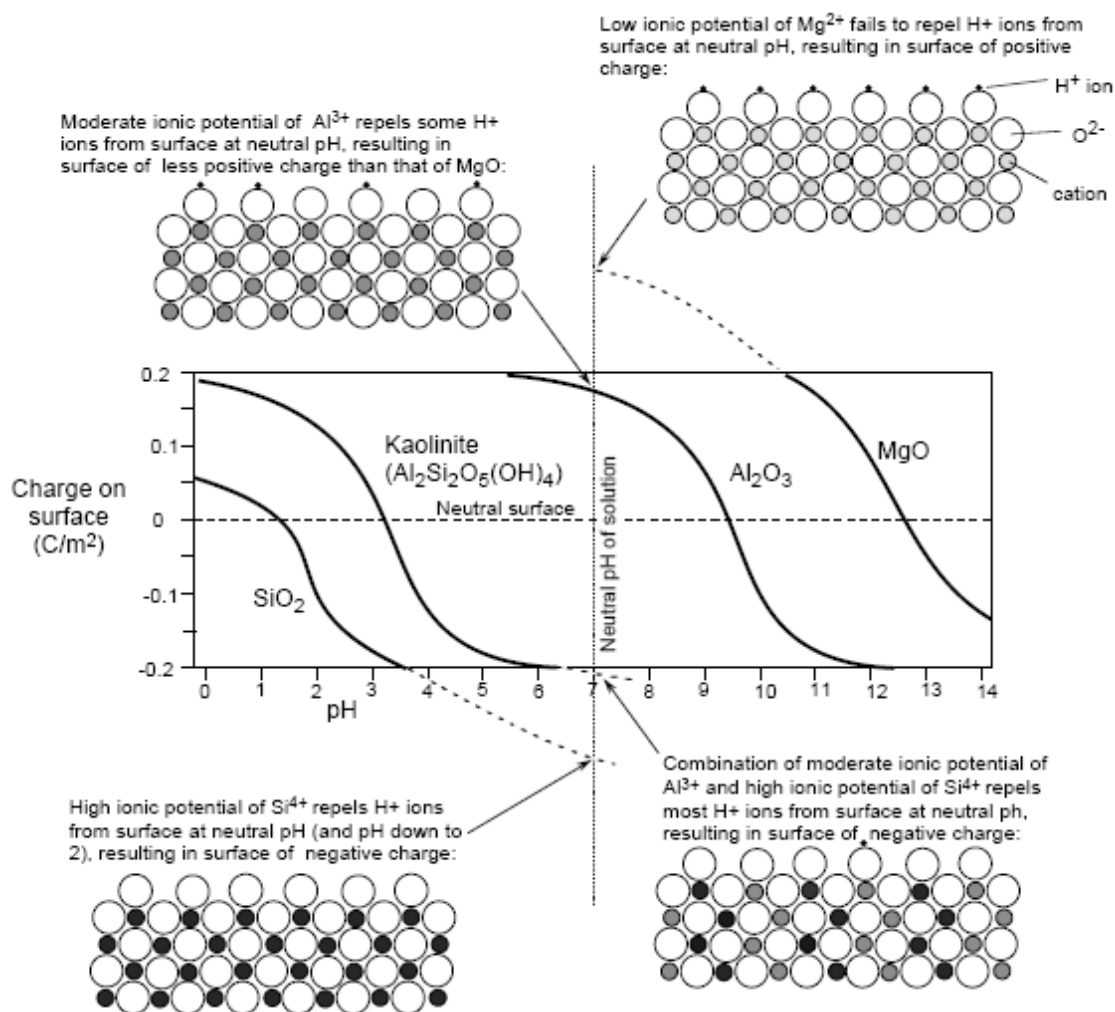 Low ionic potential of Mg2+ fails to repel H+ ions from
surface at neutral pH, resulting in surface of positive
charge:
H+ ion
O2-
cation
Moderate ionic potential of Al3+ repels some H+
ions from surface at neutral pH, resulting in
surface of less positive charge than that of MgO:
0.2
0.1
0
-0.1
-0.2
Charge on
surface
(C/m2)
Kaolinite
(Al2Si2O5(OH)4)
Neutral surface
SiO2
Neutral pH of solution
Al2O3
MgO
0 1 2 3 4 5 6 7 8 9 10 11 12 13 14
pH
High ionic potential of Si4+ repels H+ ions
from surface at neutral pH (and pH down to
2), resulting in surface of negative charge:
Combination of moderate ionic potential of
Al3+ and high ionic potential of Si4+ repels
most H+ ions from surface at neutral ph,
resulting in surface of negative charge: